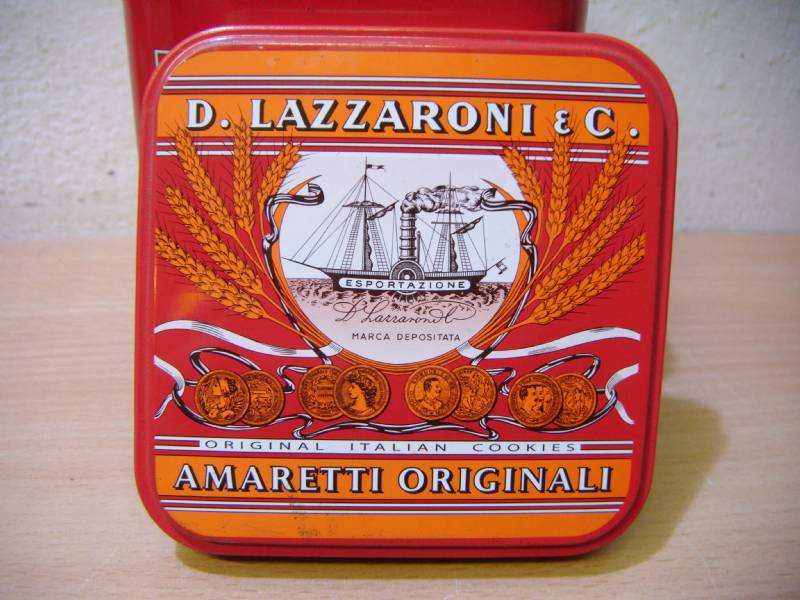 D. LAZZARONI & C.
ESPORTAZIONE
D. Lazzaroni & C
MARCA DEPOSITATA
ORIGINAL ITALIAN COOKIES
AMARETTI ORIGINALI